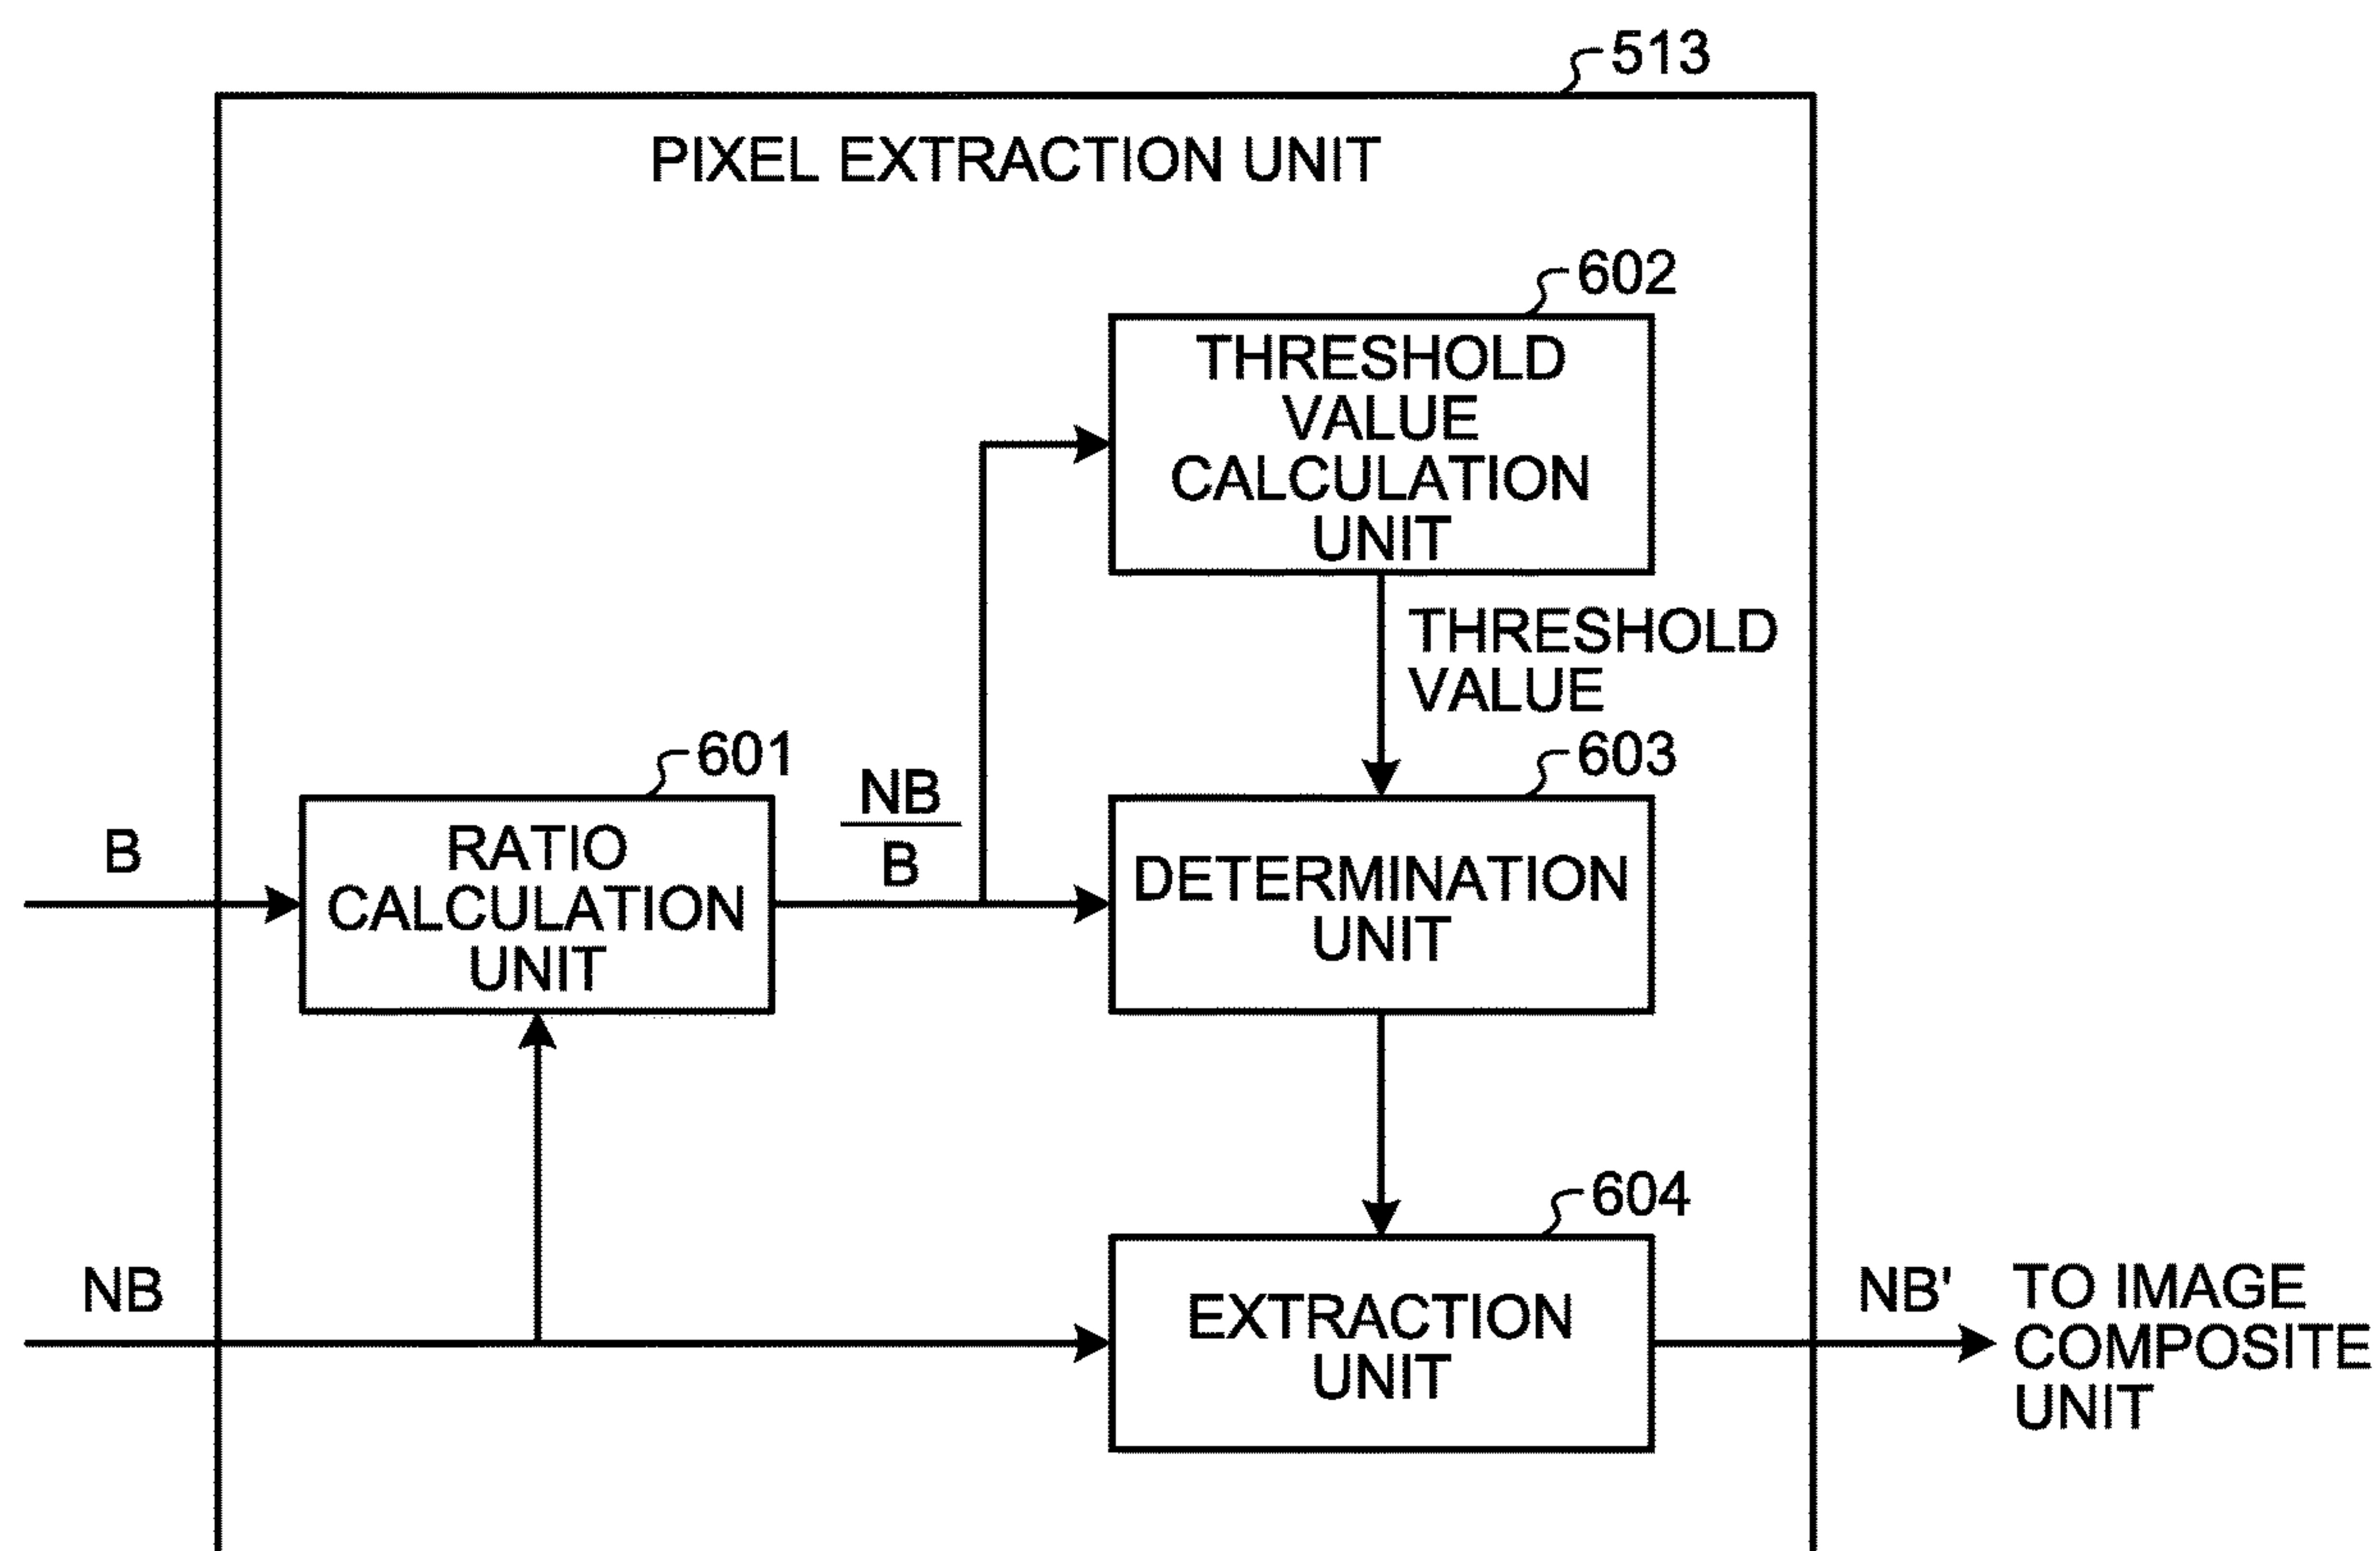 513
PIXEL EXTRACTION UNIT
602
THRESHOLD
VALUE
CALCULATION
UNIT
THRESHOLD
VALUE
601
603
B
RATIO
CALCULATION
UNIT
NB
B
DETERMINATION
UNIT
604
NB
EXTRACTION
UNIT
NB'
TO IMAGE
COMPOSITE
UNIT